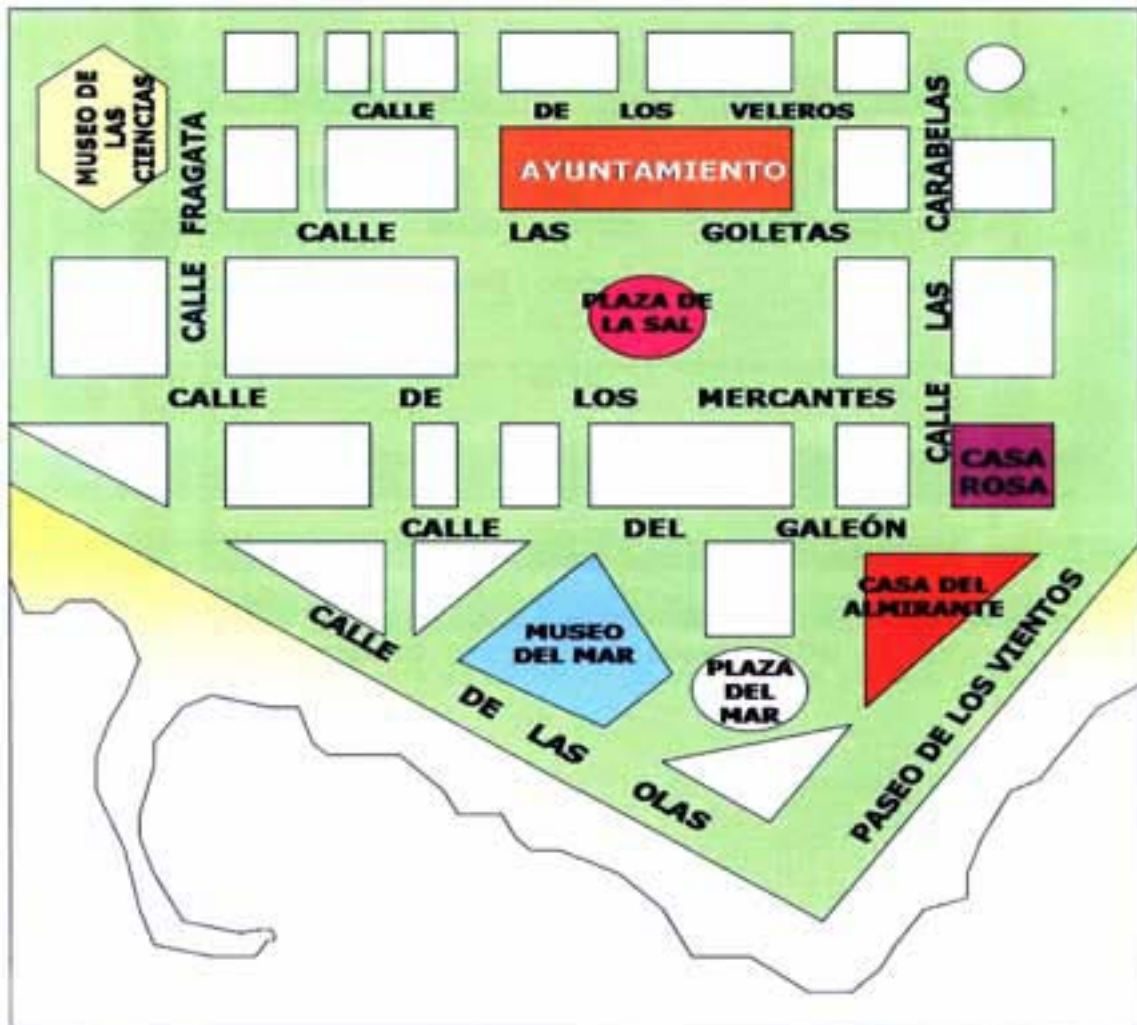 MUSEO DE
LAS
CIENCIAS
CALLE DE LOS VELEROS
CALLE FRAGATA
AYUNTAMIENTO
CALLE LAS CARABELAS
CALLE LAS GOLETAS
PLAZA DE
LA SAL
CALLE DE LOS MERCANTES
CASA
ROSA
CALLE DEL GALEÓN
CASA DEL
ALMIRANTE
MUSEO
DEL MAR
PLAZA
DEL
MAR
CALLE DE LAS OLAS
PASEO DE LOS VIENTOS